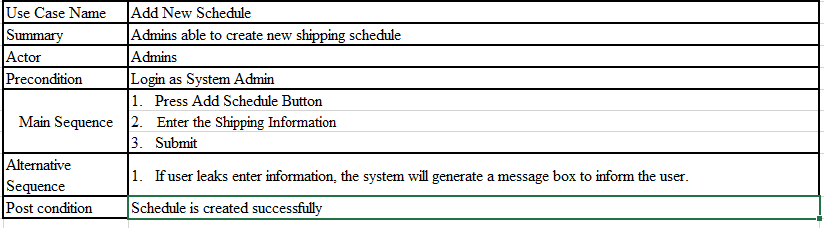 Use Case Name Add New Schedule
Summary Admins able to create new shipping schedule
Actor Admins
Precondition Login as System Admin
Main Sequence
1. Press Add Schedule Button
2. Enter the Shipping Information
3. Submit
Alternative Sequence
1. If user leaks enter information, the system will generate a message box to inform the user.
Post condition Schedule is created successfully